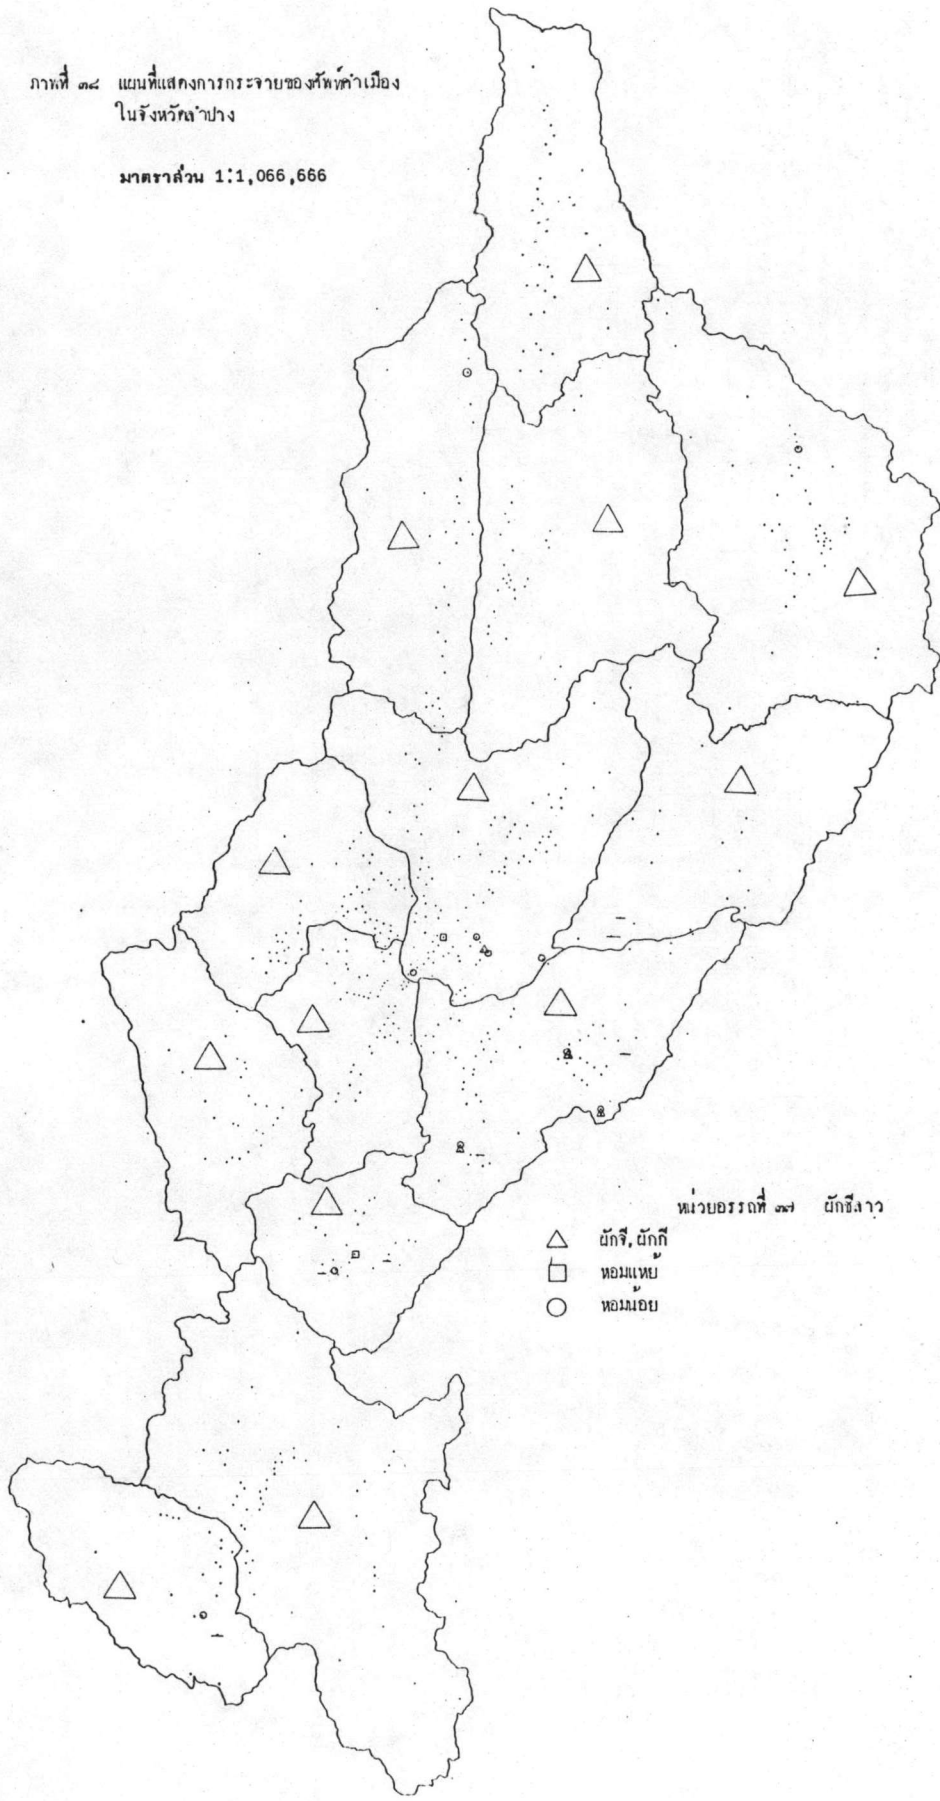 ภาพที่ ๓๘ แผนที่แสดงการกระจายของศัพท์คำเมือง
ในจังหวัดลำปาง
มาตราส่วน 1:1,066,666
หน่วยอรรถที่ ๓๗ ผักชีลาว
ผักจี, ผักกี
หอมแหย้
หอมน้อย